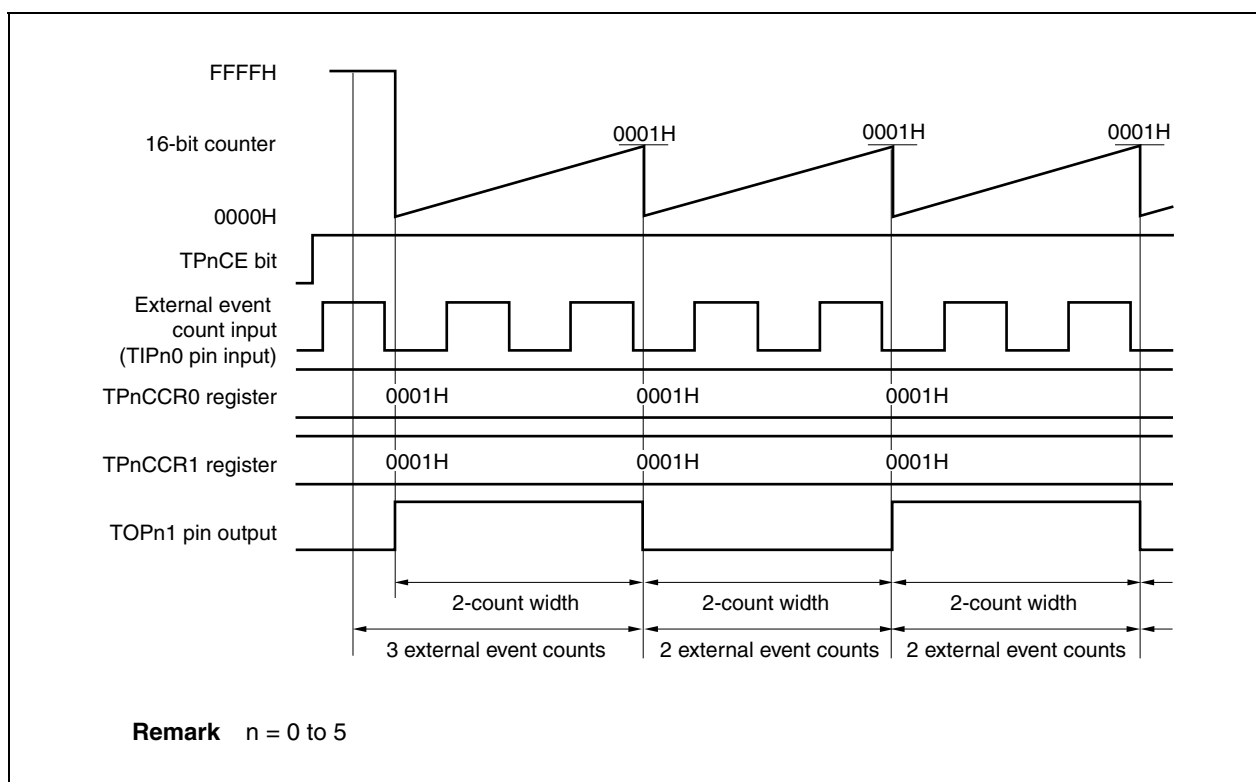 FFFFH
16-bit counter
0001H 0001H 0001H
0000H
TPnCE bit
External event
count input
(TIPn0 pin input)
TPnCCR0 register 0001H 0001H 0001H
TPnCCR1 register 0001H 0001H 0001H
TOPn1 pin output
2-count width 2-count width 2-count width
3 external event counts 2 external event counts 2 external event counts
Remark n = 0 to 5